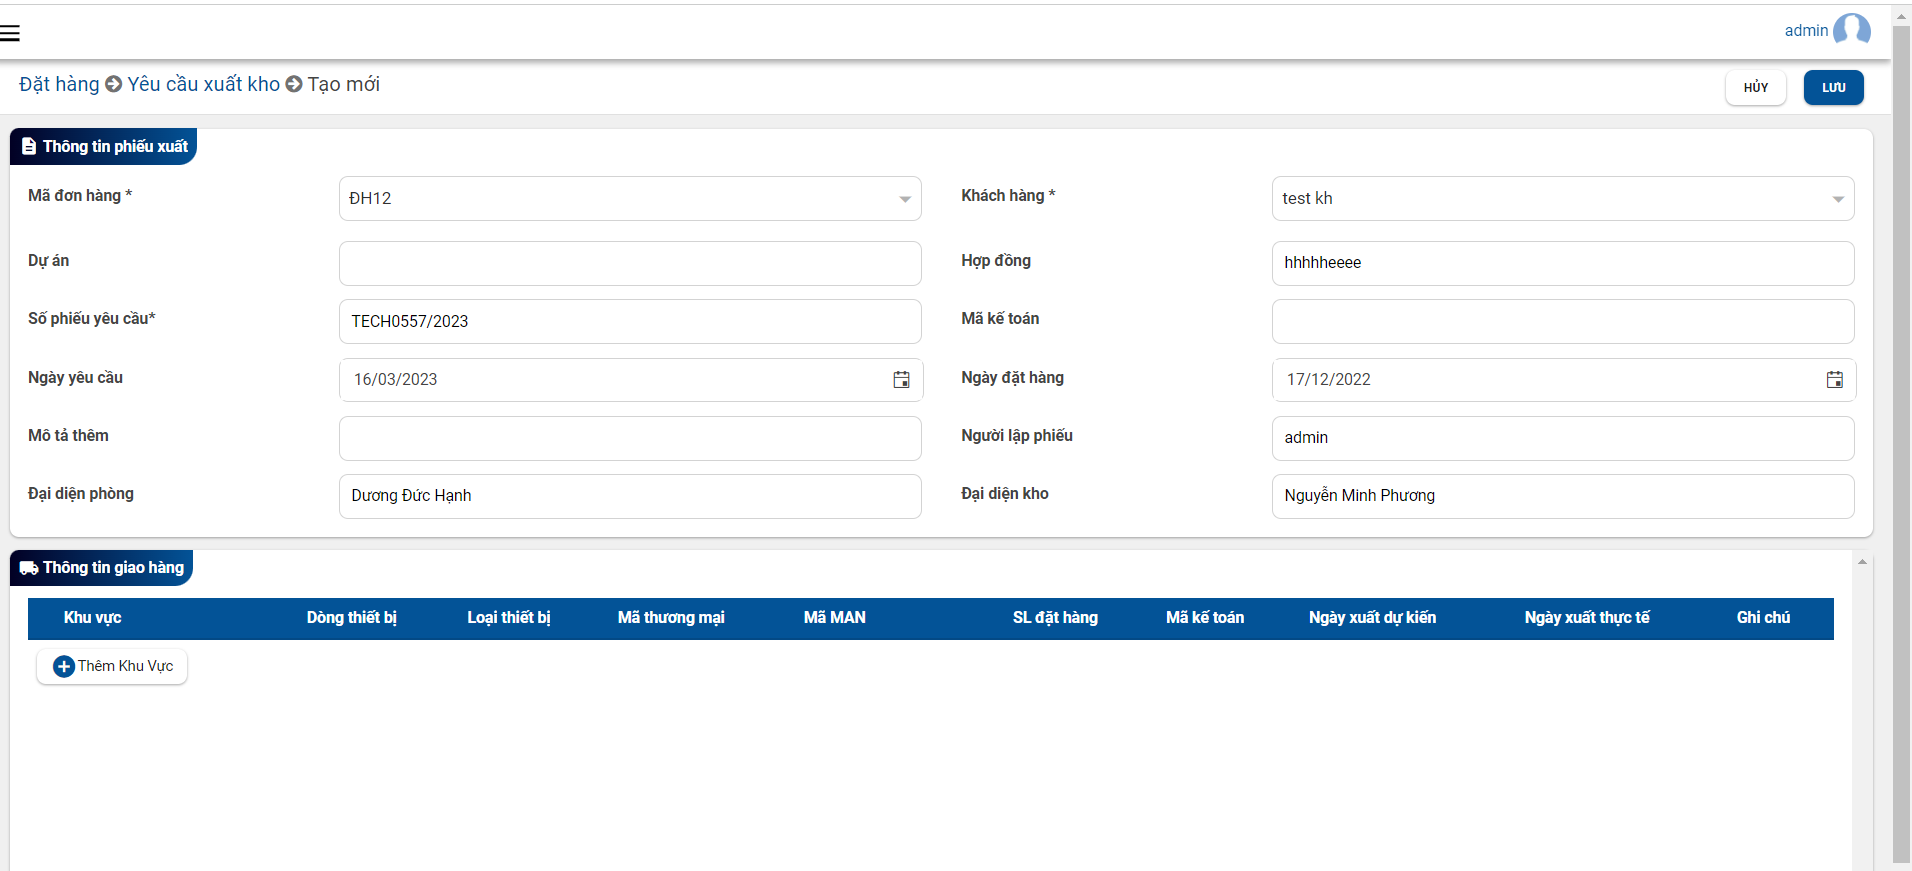 admin
Đặt hàng Yêu cầu xuất kho Tạo mới
HỦY LƯU
Thông tin phiếu xuất
Mã đơn hàng * ĐH12 Khách hàng * test kh
Dự án Hợp đồng hhhhheeee
Số phiếu yêu cầu* TECH0557/2023 Mã kế toán
Ngày yêu cầu 16/03/2023 Ngày đặt hàng 17/12/2022
Mô tả thêm Người lập phiếu admin
Đại diện phòng Dương Đức Hạnh Đại diện kho Nguyễn Minh Phương
Thông tin giao hàng
Khu vực Dòng thiết bị Loại thiết bị Mã thương mại Mã MAN SL đặt hàng Mã kế toán Ngày xuất dự kiến Ngày xuất thực tế Ghi chú
Thêm Khu Vực